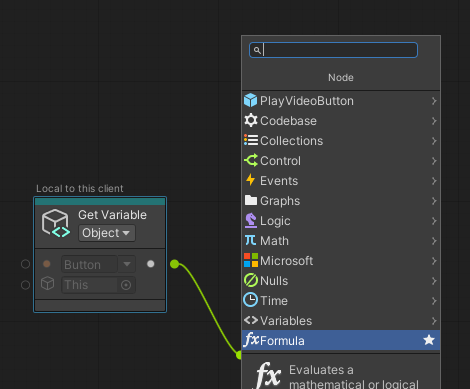 Node
PlayVideoButton
Codebase
Collections
Control
Events
Graphs
Logic
Math
Microsoft
Nulls
Time
Variables
Formula
Evaluates a
mathematical or logical
Local to this client
Get Variable
Object
Button
This